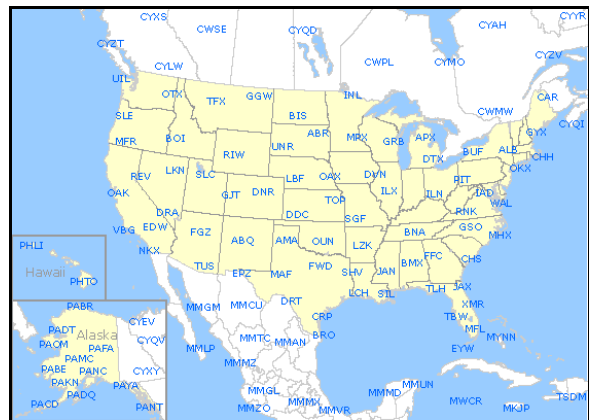 CYXS
CWSE
CYQD
CYAH
CYYR
CYZT
CYLW
CWPL
CYMO
CYZV
UIL
OTX
TFX
GGW
INL
CAR
SLE
BIS
CWMW
CYQI
MFR
BOI
ABR
MPX
GRB
APX
GYX
RIW
UNR
DTX
BUF
ALB
CHH
REV
LKN
SLC
LBF
OAX
DVN
PIT
OKX
OAK
GJT
DNR
TOP
ILX
ILN
IAD
WAL
DRA
DDC
SGF
RNK
VBG
EDW
FGZ
ABQ
AMA
OUN
LZK
BNA
GSO
MHX
NKX
PHLI
TUS
EPZ
MAF
FWD
SHV
JAN
BMX
FFC
CHS
Hawaii
PHTO
LCH
SIL
TLH
JAX
PABR
MMGM
MMCU
DRT
CRP
XMR
TBW
PADT
Alaska
CYEV
BRO
MFL
MYNN
PAOM
PAFA
CYQV
MMLP
MMTC
MMAN
EYW
PAMC
MMMZ
PABE
PANC
CYXY
PAKN
PAYA
MMGL
MMMD
MMUN
PADQ
MMMX
MWCR
TSDM
PACD
PANT
MMZO
MMVR
MKJP